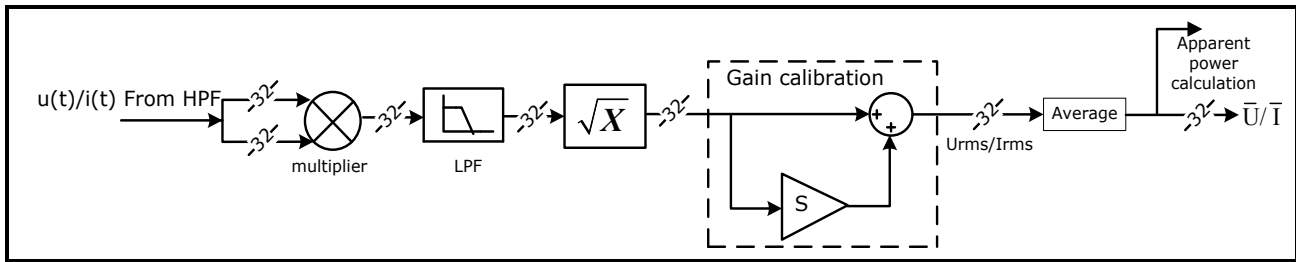 u(t)/i(t) From HPF
32
32
multiplier
32
LPF
32
√X
32
Gain calibration
+
+
S
32
Urms/Irms
Average
Apparent
power
calculation
32
U̅/ I̅